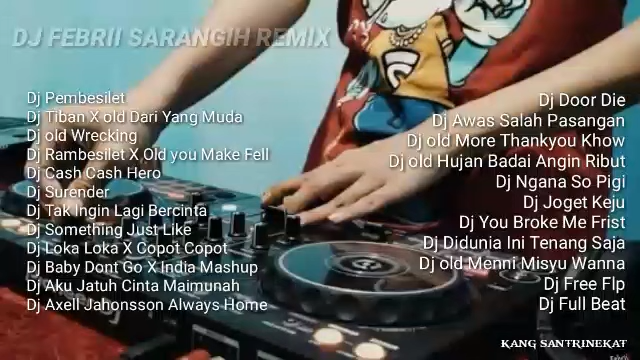 DJ FEBRII SARANGIH REMIX
Dj Pembesilet
Dj Tiban X old Dari Yang Muda
Dj old Wrecking
Dj Rambesilet X Old you Make Fell
Dj Cash Cash Hero
Dj Surender
Dj Tak Ingin Lagi Bercinta
Dj Something Just Like
Dj Loka Loka X Copot Copot
Dj Baby Dont Go X India Mashup
Dj Aku Jatuh Cinta Maimunah
Dj Axell Jahonsson Always Home
Dj Door Die
Dj Awas Salah Pasangan
Dj old More Thankyou Khow
Dj old Hujan Badai Angin Ribut
Dj Ngana So Pigi
Dj Joget Keju
Dj You Broke Me Frist
Dj Didunia Ini Tenang Saja
Dj old Menni Misyu Wanna
Dj Free Flp
Dj Full Beat
KANG SANTRINEKAT